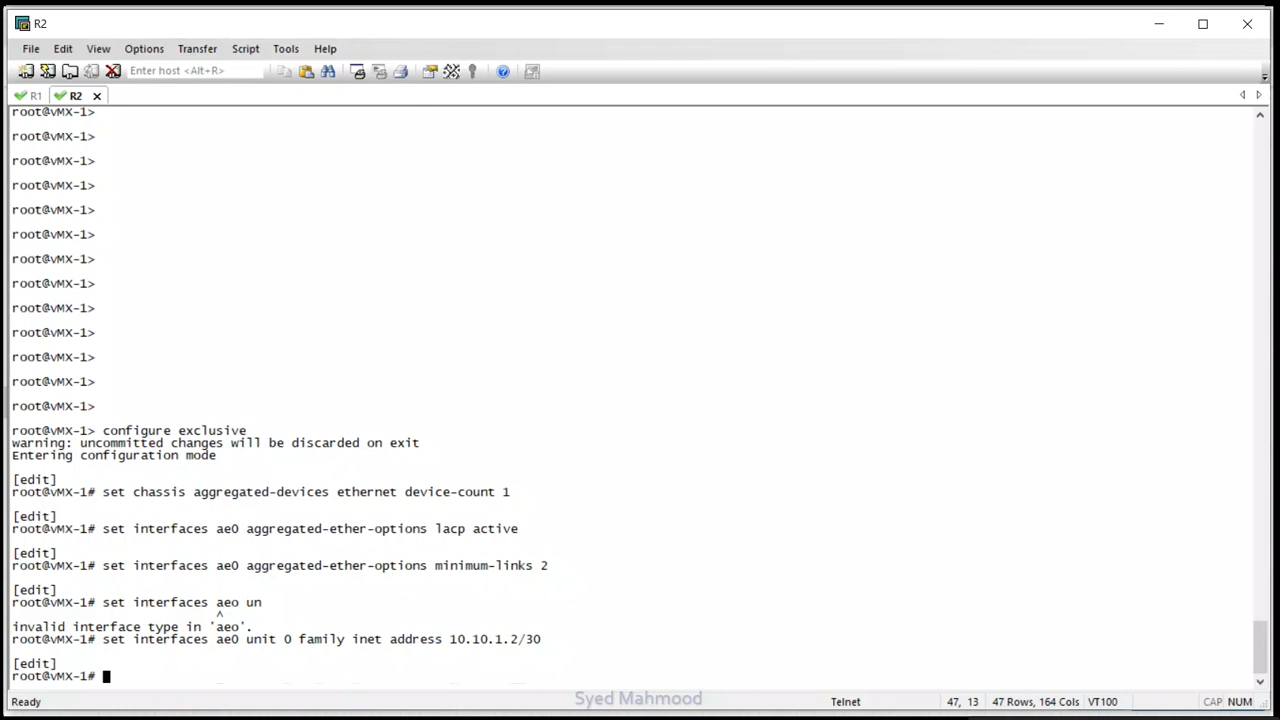 R2
File Edit View Options Transfer Script Tools Help
Enter host <Alt+R>
R1 R2
root@vMX-1>
root@vMX-1>
root@vMX-1>
root@vMX-1>
root@vMX-1>
root@vMX-1>
root@vMX-1>
root@vMX-1>
root@vMX-1>
root@vMX-1>
root@vMX-1>
root@vMX-1>
root@vMX-1>
root@vMX-1> configure exclusive
warning: uncommitted changes will be discarded on exit
Entering configuration mode
[edit]
root@vMX-1# set chassis aggregated-devices ethernet device-count 1
[edit]
root@vMX-1# set interfaces ae0 aggregated-ether-options lacp active
[edit]
root@vMX-1# set interfaces ae0 aggregated-ether-options minimum-links 2
[edit]
root@vMX-1# set interfaces aeo un
^
invalid interface type in 'aeo'.
root@vMX-1# set interfaces ae0 unit 0 family inet address 10.10.1.2/30
[edit]
root@vMX-1#
Ready Syed Mahmood Telnet 47, 13 47 Rows, 164 Cols VT100 CAP NUM